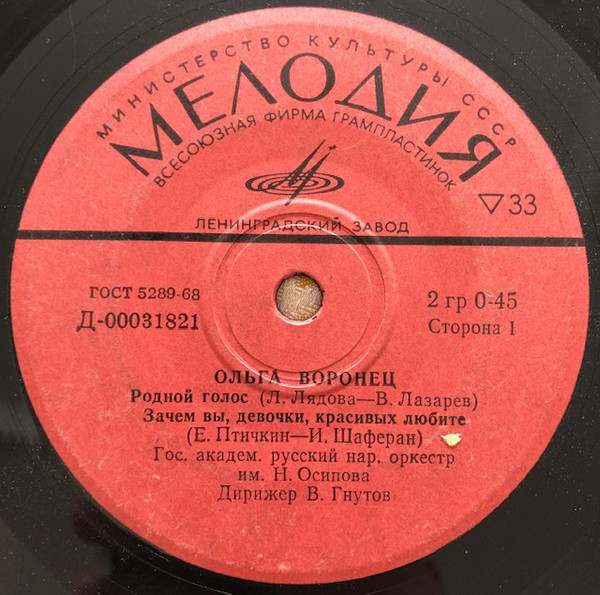 МИНИСТЕРСТВО КУЛЬТУРЫ СССР
МЕЛОДИЯ
ВСЕСОЮЗНАЯ ФИРМА ГРАМПЛАСТИНОК
▽33
ЛЕНИНГРАДСКИЙ ЗАВОД
ГОСТ 5289-68
Д-00031821
2 гр 0-45
Сторона 1
ОЛЬГА ВОРОНЕЦ
Родной голос (Л. Лядова—В. Лазарев)
Зачем вы, девочки, красивых любите
(Е. Птичкин—И. Шаферан)
Гос. академ. русский нар. оркестр
им. Н. Осипова
Дирижер В. Гнутов